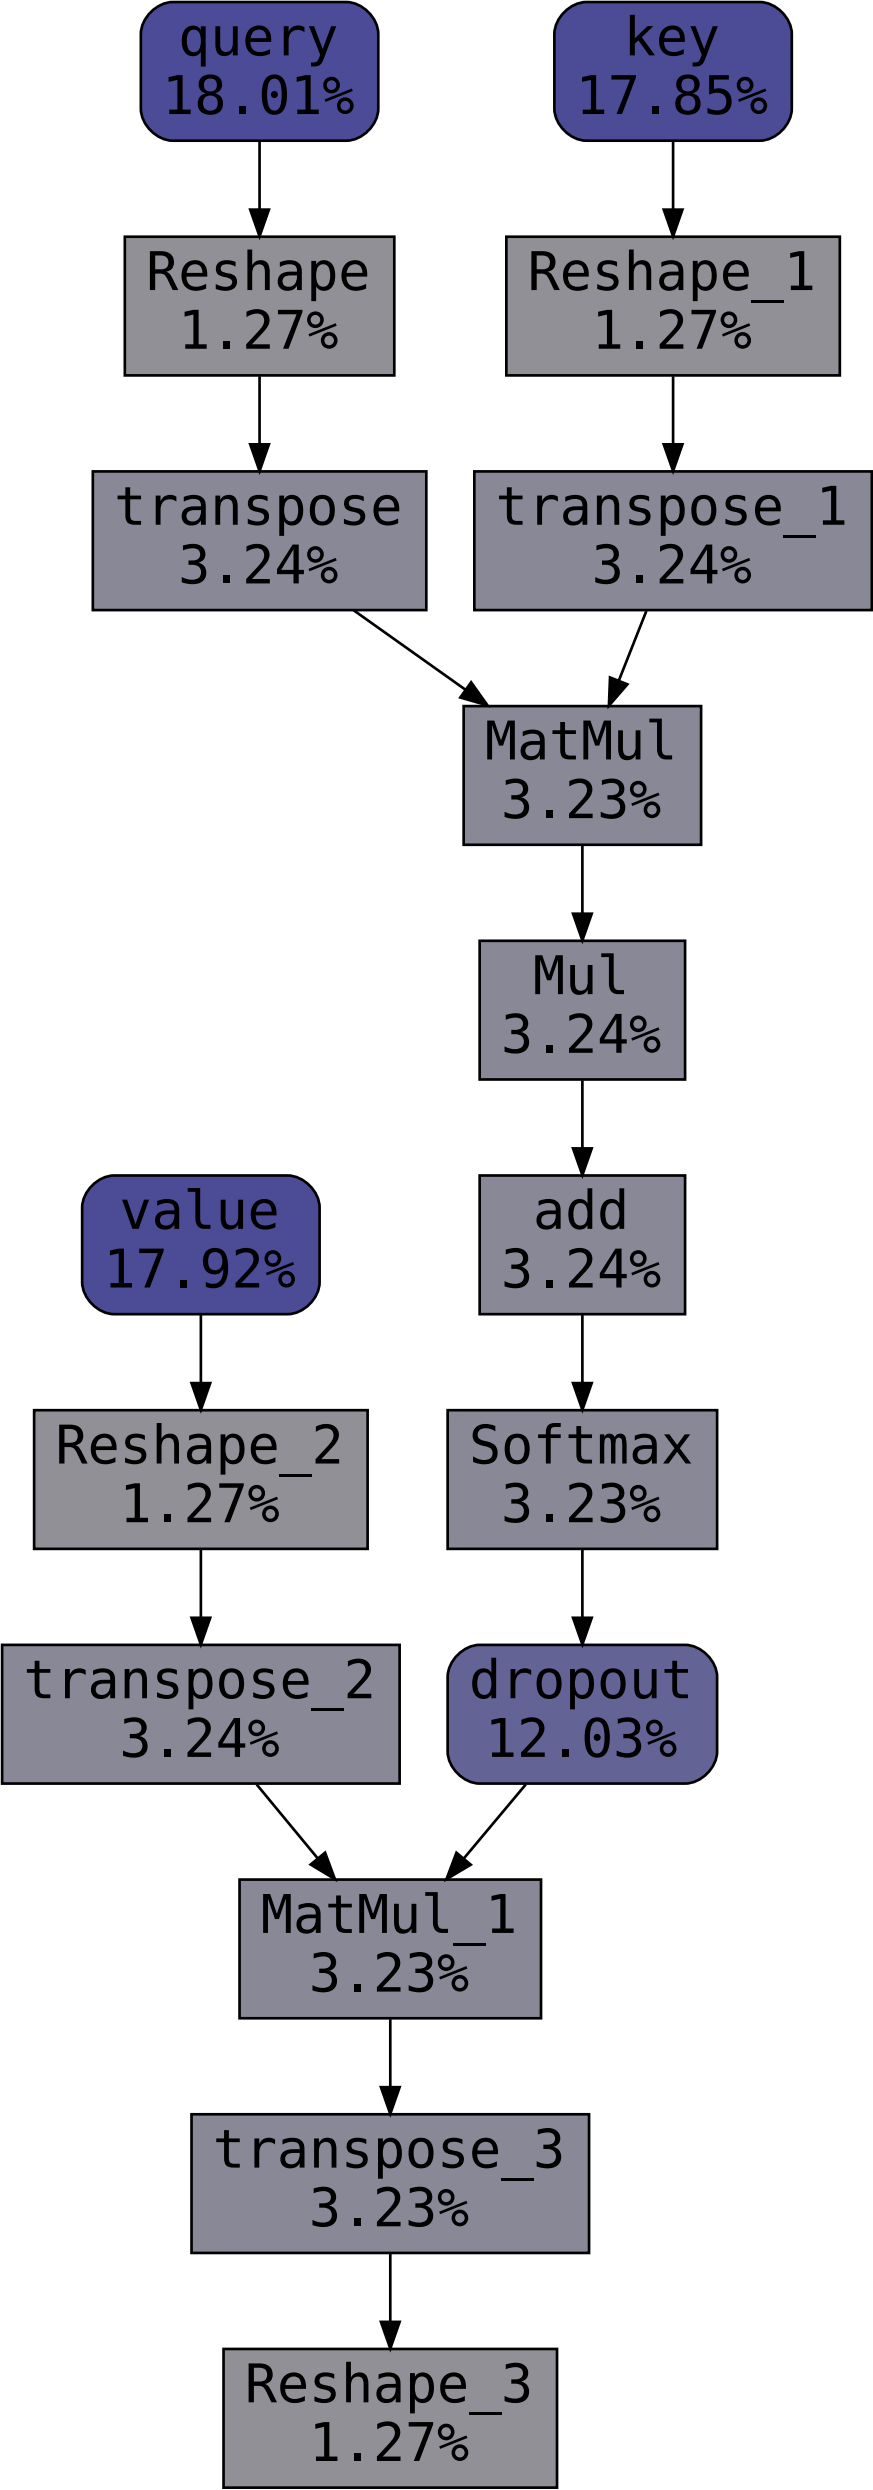 query
18.01%
key
17.85%
Reshape
1.27%
Reshape_1
1.27%
transpose
3.24%
transpose_1
3.24%
MatMul
3.23%
Mul
3.24%
add
3.24%
value
17.92%
Reshape_2
1.27%
Softmax
3.23%
transpose_2
3.24%
dropout
12.03%
MatMul_1
3.23%
transpose_3
3.23%
Reshape_3
1.27%